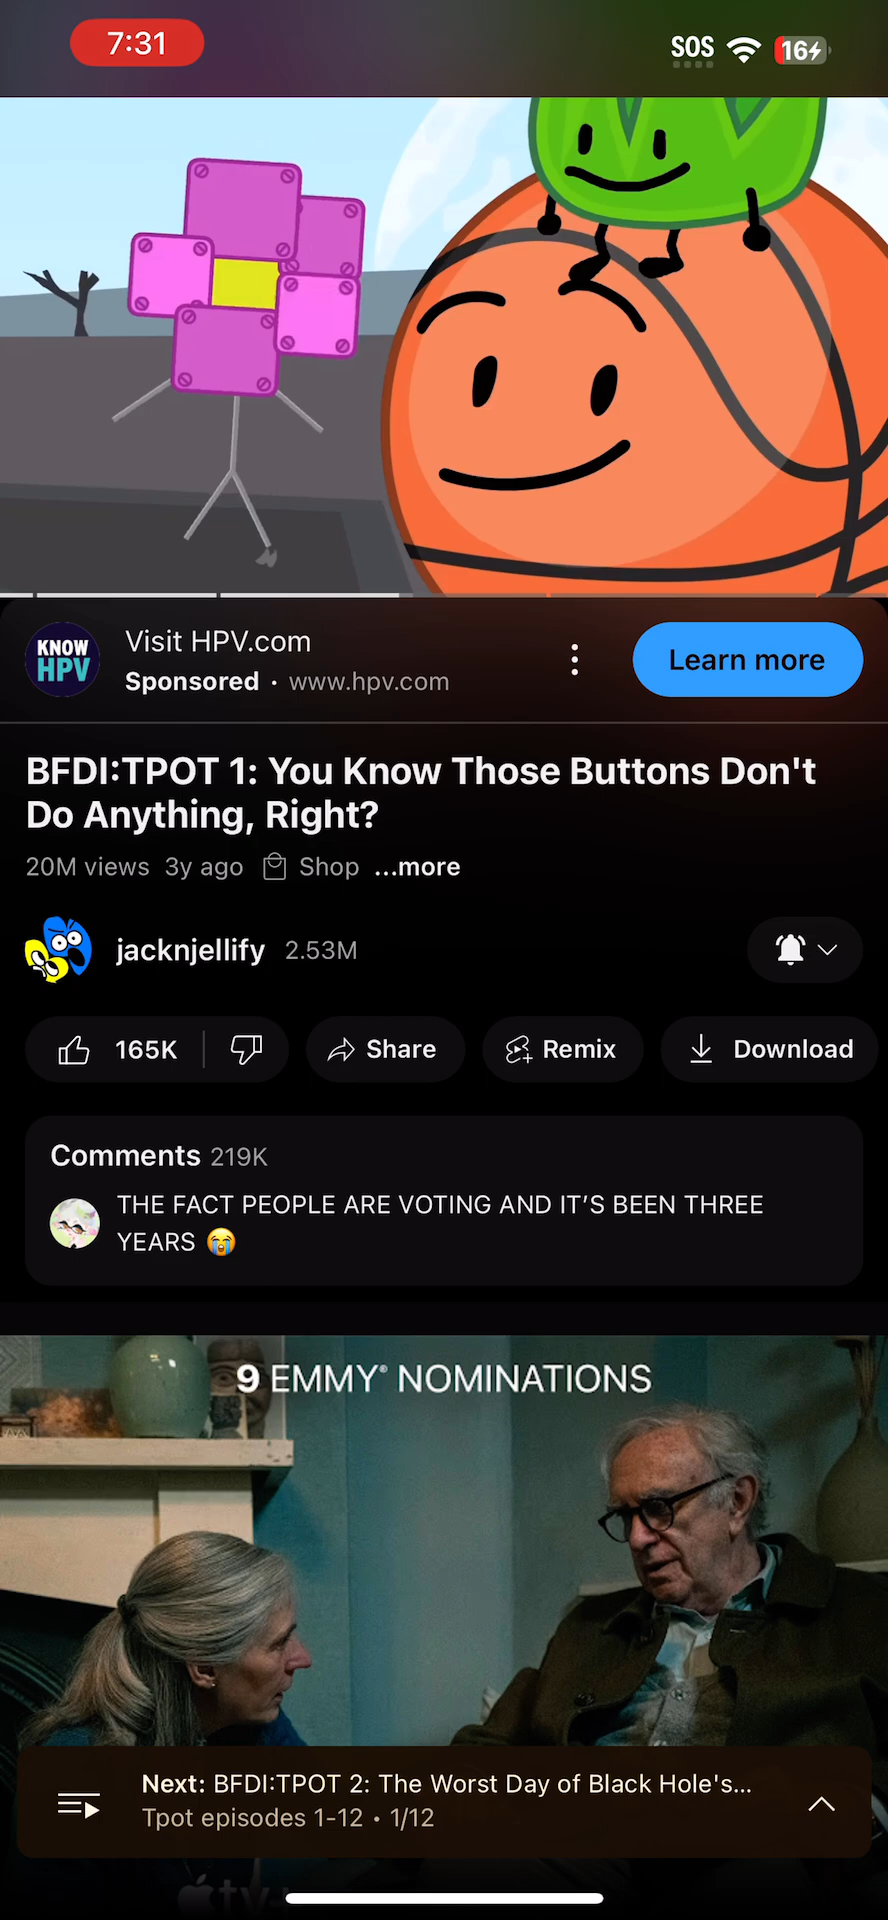 7:31
SOS
16
KNOW
HPV
Visit HPV.com
Sponsored · www.hpv.com
Learn more
BFDI:TPOT 1: You Know Those Buttons Don't
Do Anything, Right?
20M views 3y ago Shop ...more
jacknjellify 2.53M
165K
Share
Remix
Download
Comments 219K
THE FACT PEOPLE ARE VOTING AND IT’S BEEN THREE
YEARS 😭
9 EMMY® NOMINATIONS
Next: BFDI:TPOT 2: The Worst Day of Black Hole's...
Tpot episodes 1-12 • 1/12
tv+